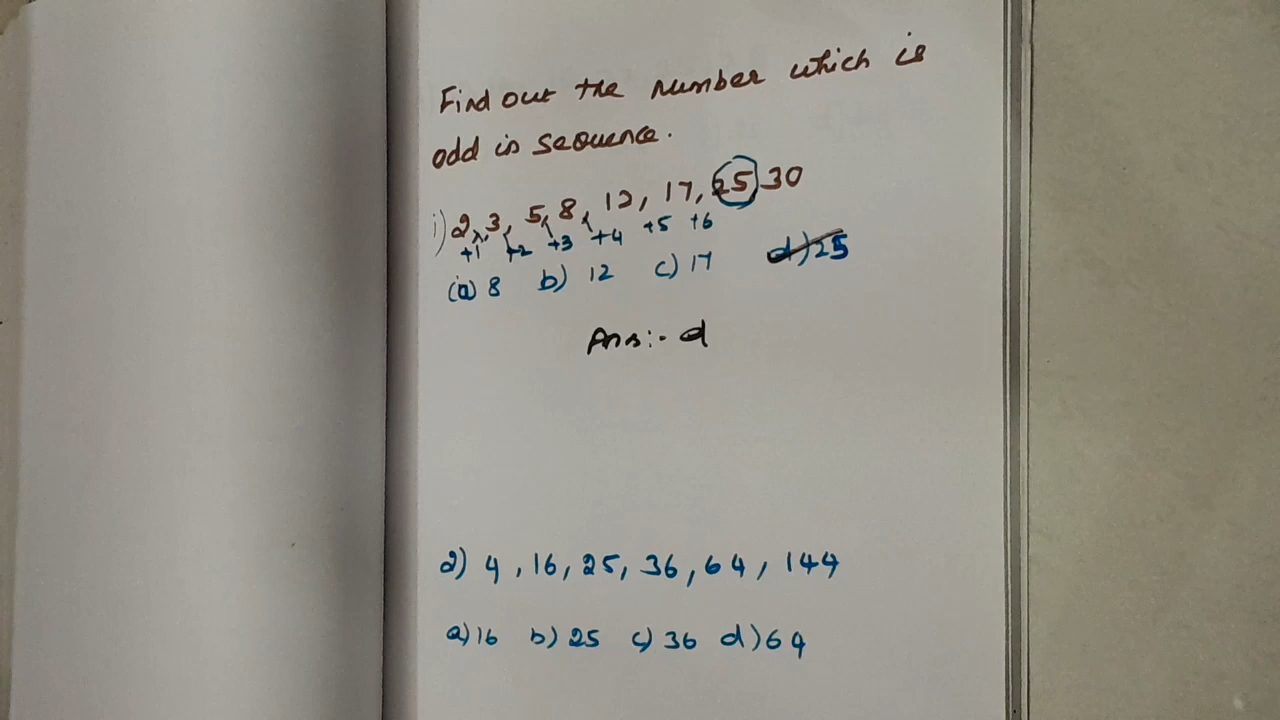 Find out the number which is
odd in sequence.
i) 2, 3, 5, 8, 12, 17, 25 30
+1 +2 +3 +4 +5 +6
(a) 8 b) 12 c) 17 d) 25
Ans:- d
2) 4, 16, 25, 36, 64, 144
a) 16 b) 25 c) 36 d) 64